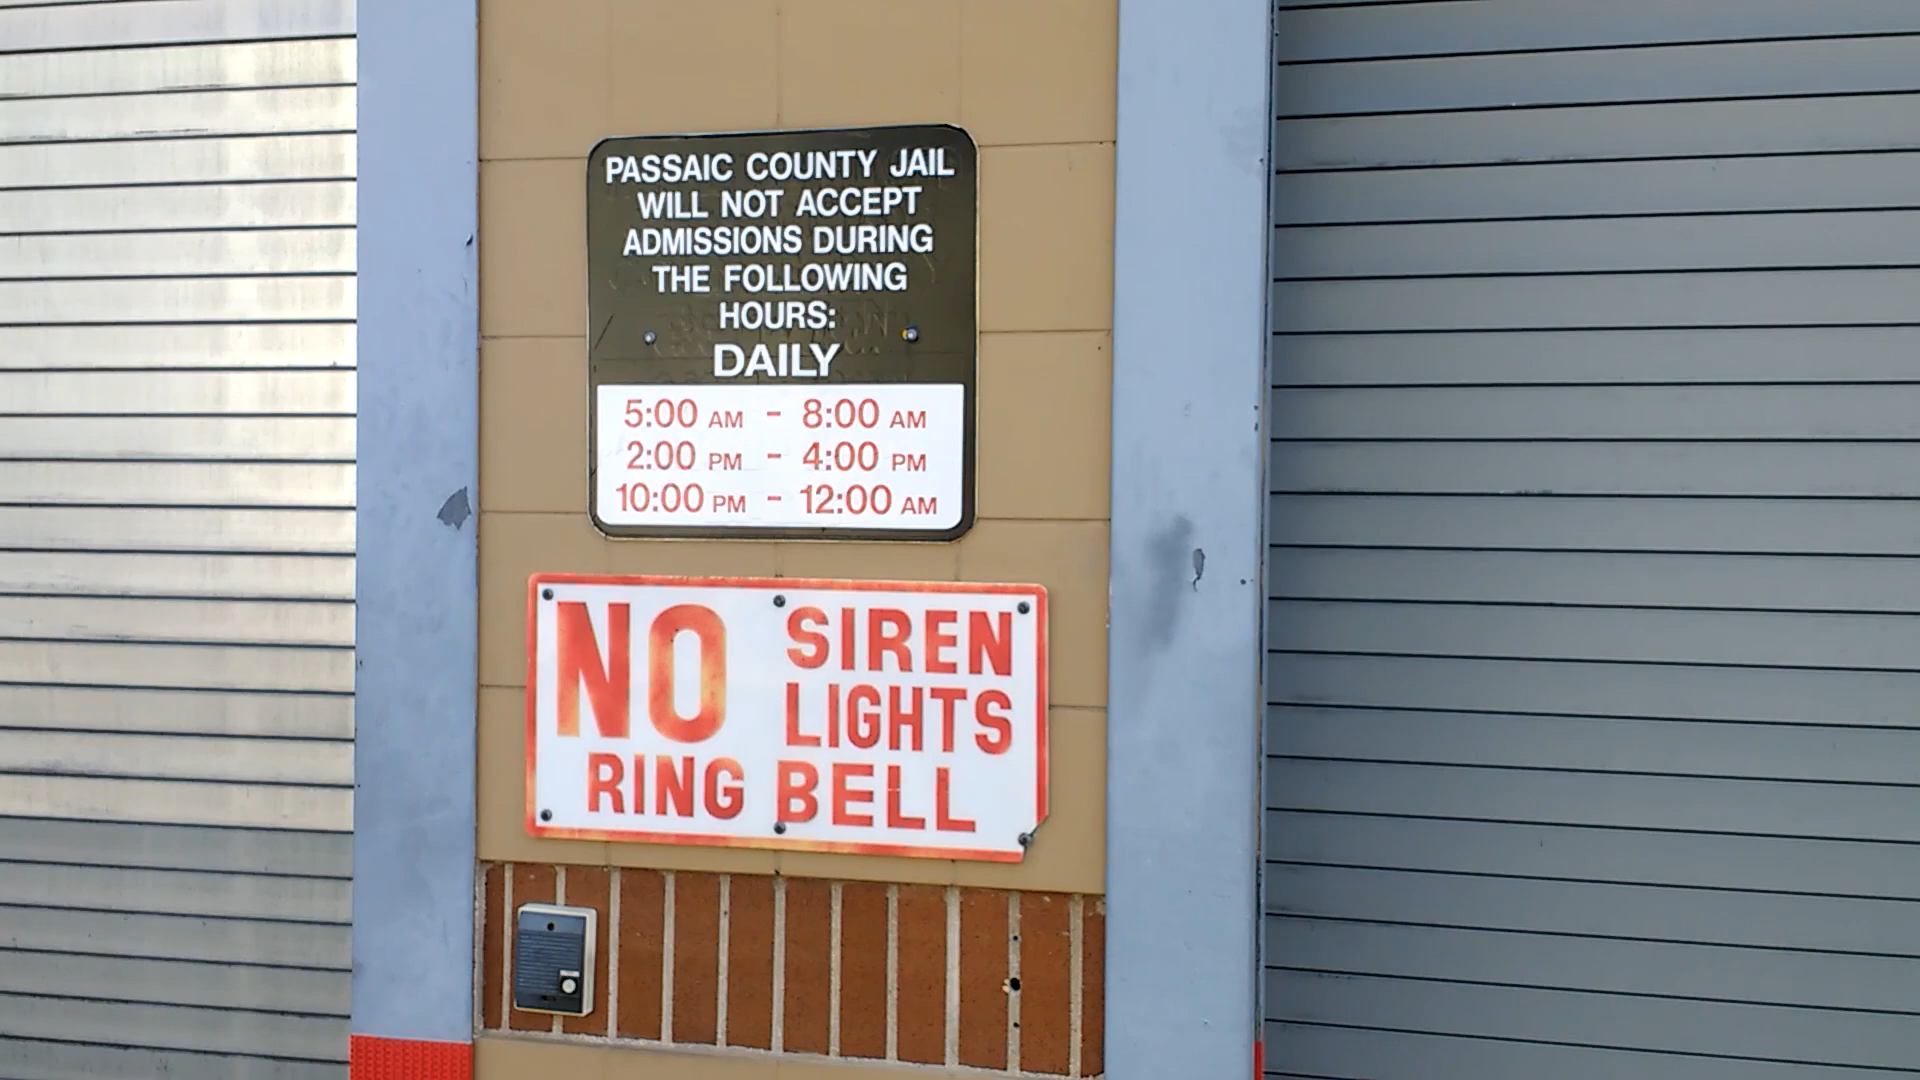 PASSAIC COUNTY JAIL
WILL NOT ACCEPT
ADMISSIONS DURING
THE FOLLOWING
HOURS:
DAILY
5:00 AM - 8:00 AM
2:00 PM - 4:00 PM
10:00 PM - 12:00 AM
NO SIREN
LIGHTS
RING BELL